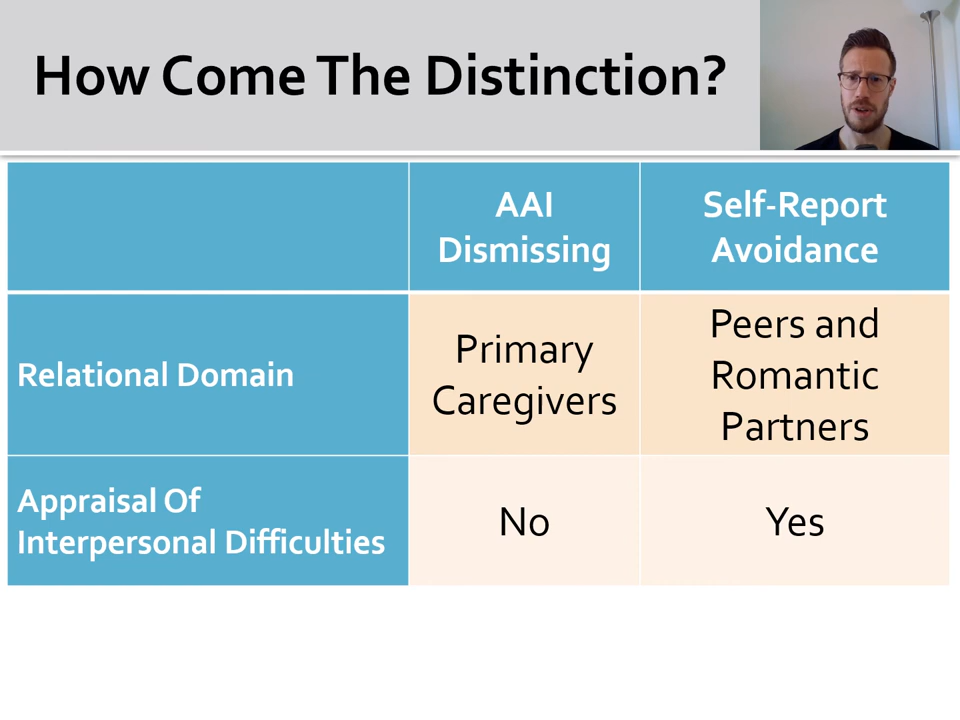 How Come The Distinction?
AAI
Dismissing
Self-Report
Avoidance
Relational Domain
Primary
Caregivers
Peers and
Romantic
Partners
Appraisal Of
Interpersonal Difficulties
No
Yes